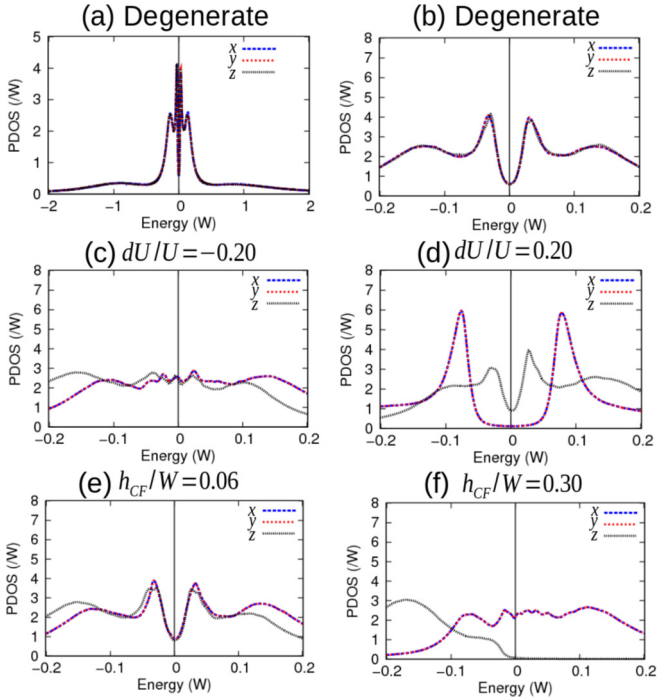 (a) Degenerate
(b) Degenerate
PDOS (/W)
5
4
3
2
1
0
x
y
z
−2
−1
0
1
2
Energy (W)
PDOS (/W)
8
7
6
5
4
3
2
1
0
x
y
z
−0.2
−0.1
0
0.1
0.2
Energy (W)
(c) dU/U=−0.20
(d) dU/U=0.20
PDOS (/W)
8
7
6
5
4
3
2
1
0
x
y
z
−0.2
−0.1
0
0.1
0.2
Energy (W)
PDOS (/W)
8
7
6
5
4
3
2
1
0
x
y
z
−0.2
−0.1
0
0.1
0.2
Energy (W)
(e) hCF/W=0.06
(f) hCF/W=0.30
PDOS (/W)
8
7
6
5
4
3
2
1
0
x
y
z
−0.2
−0.1
0
0.1
0.2
Energy (W)
PDOS (/W)
8
7
6
5
4
3
2
1
0
x
y
z
−0.2
−0.1
0
0.1
0.2
Energy (W)